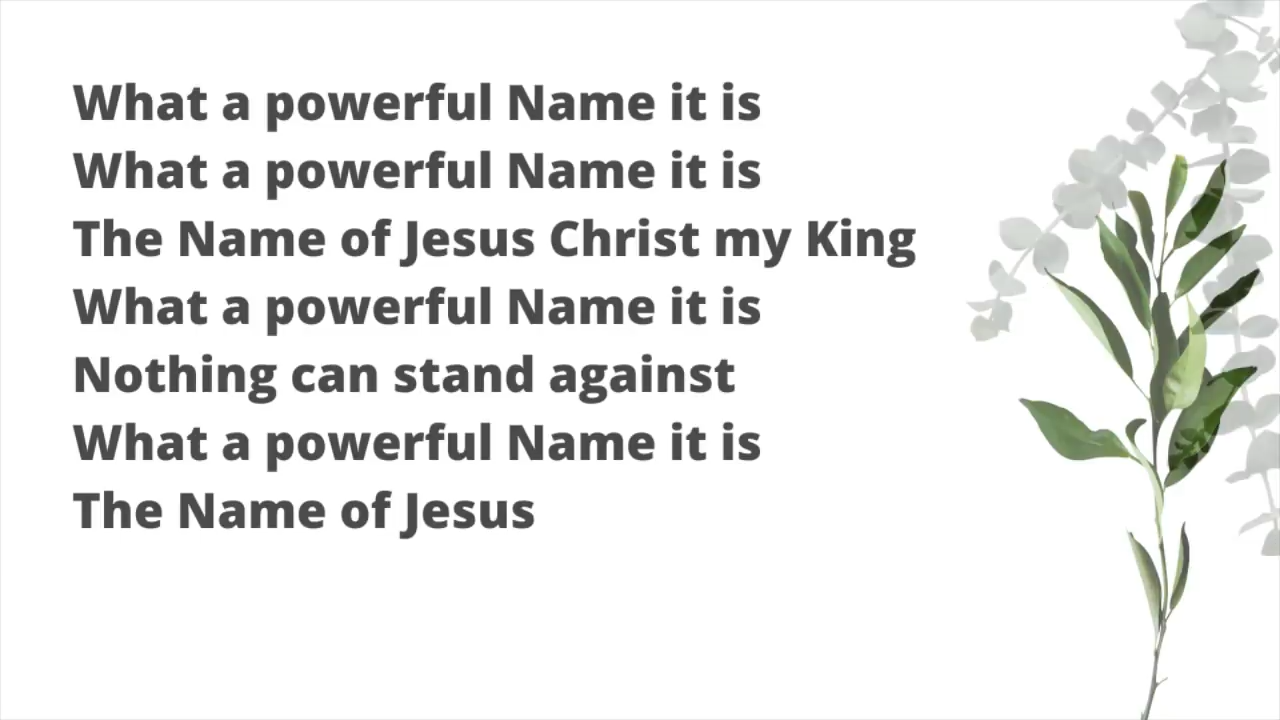 What a powerful Name it is
What a powerful Name it is
The Name of Jesus Christ my King
What a powerful Name it is
Nothing can stand against
What a powerful Name it is
The Name of Jesus